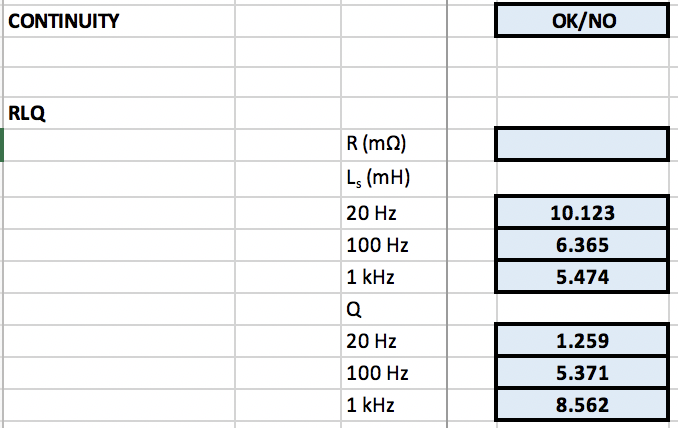 CONTINUITY OK/NO
RLQ
R (mΩ)
Lₛ (mH)
20 Hz 10.123
100 Hz 6.365
1 kHz 5.474
Q
20 Hz 1.259
100 Hz 5.371
1 kHz 8.562